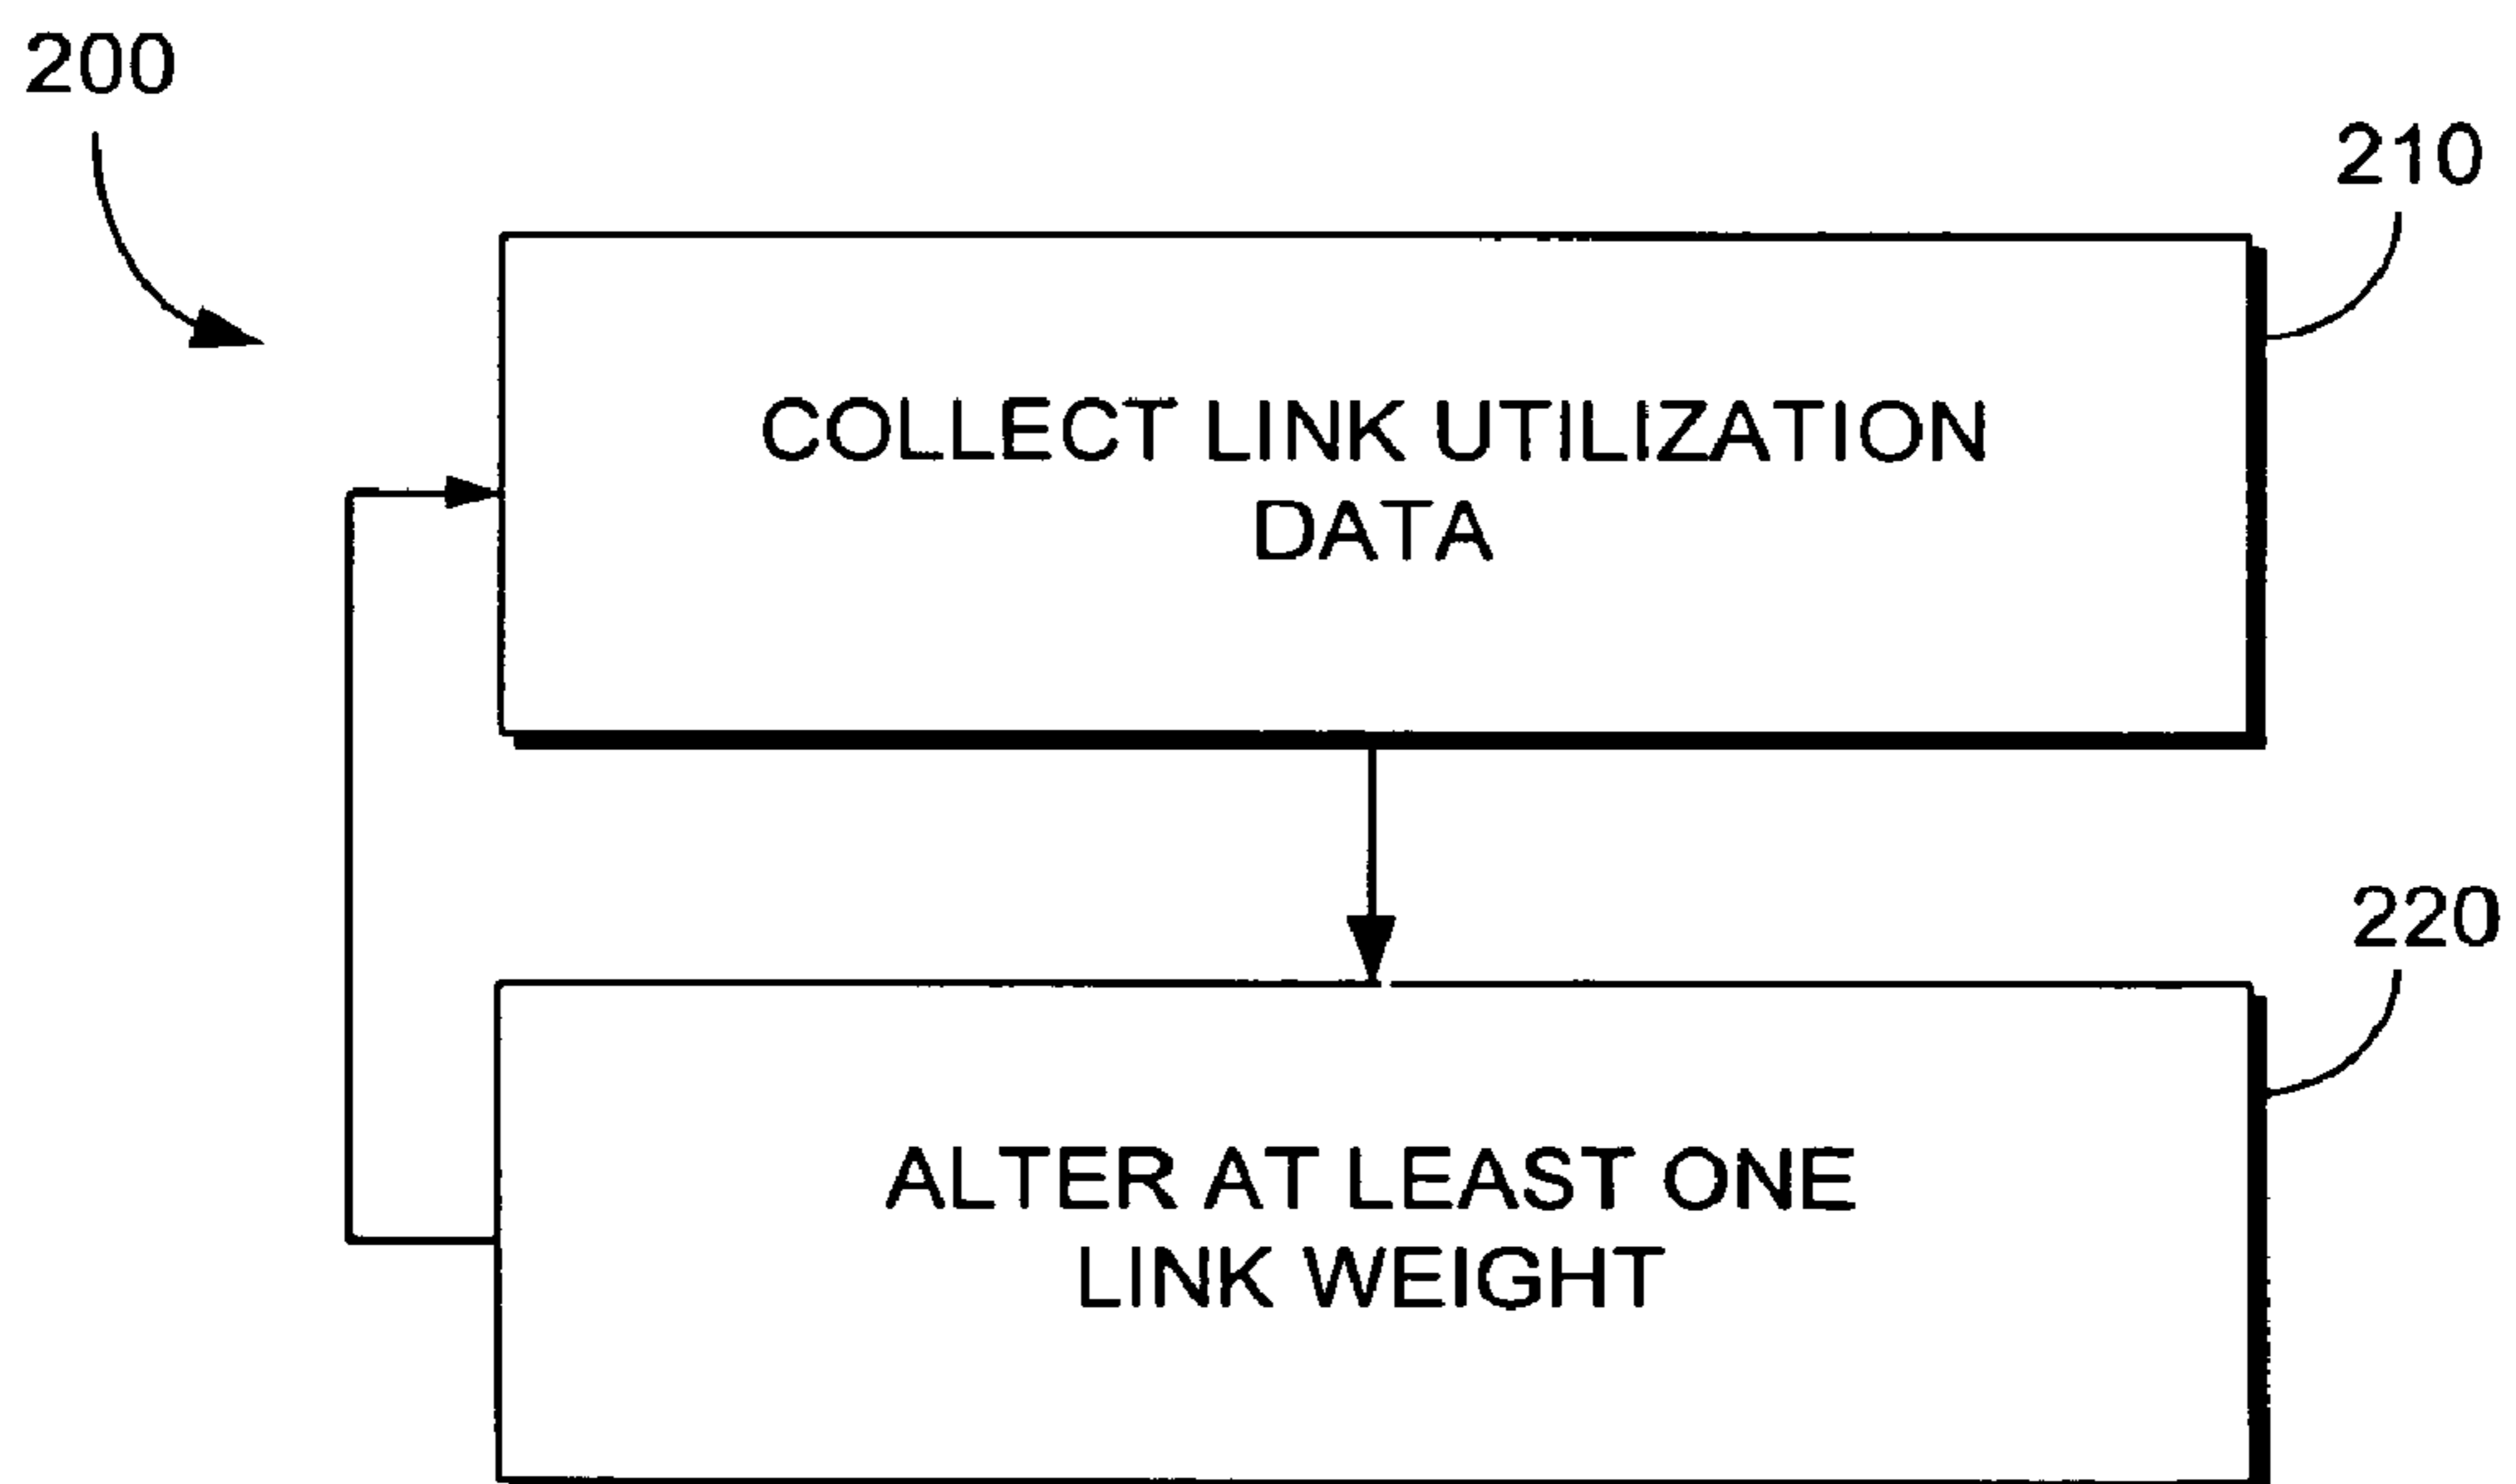 200
210
COLLECT LINK UTILIZATION
DATA
220
ALTER AT LEAST ONE
LINK WEIGHT